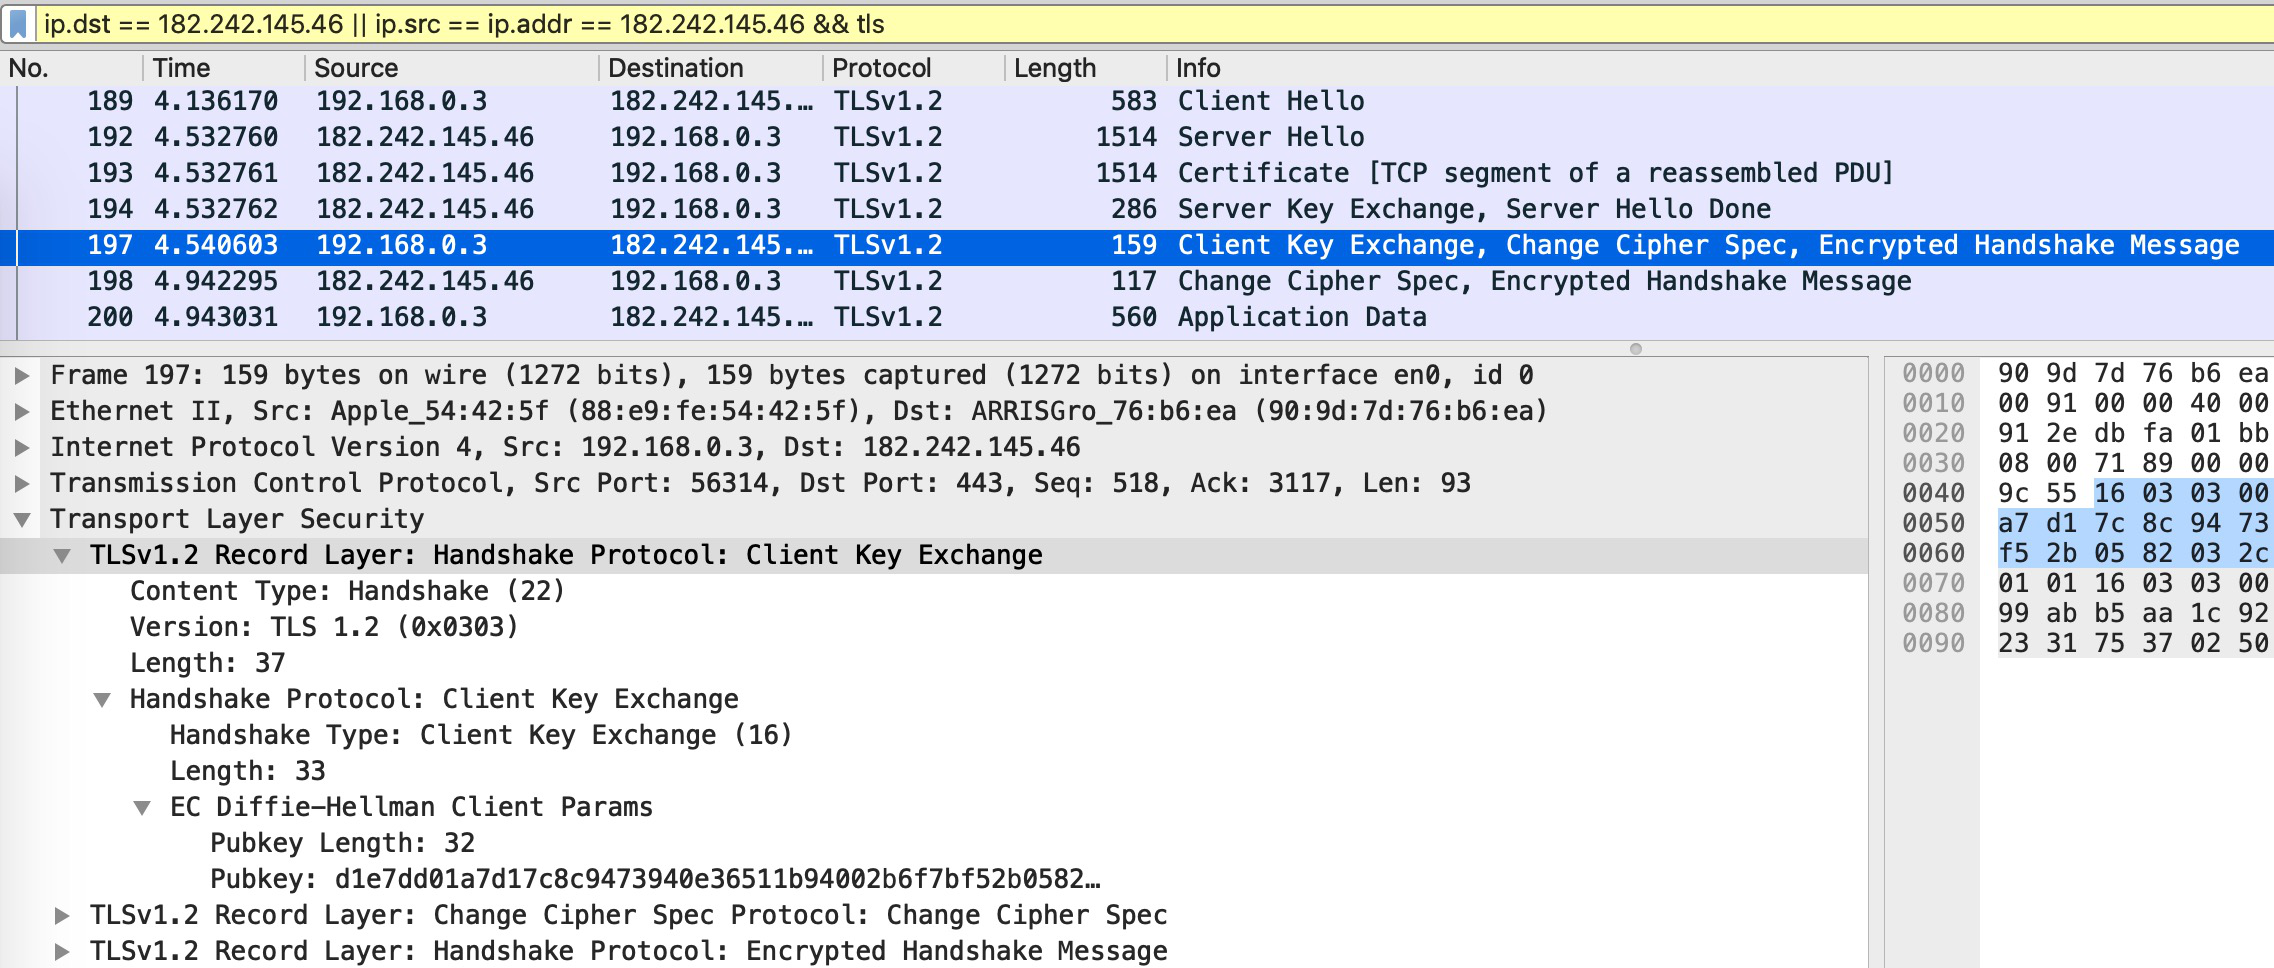 ip.dst == 182.242.145.46 || ip.src == ip.addr == 182.242.145.46 && tls
No. Time Source Destination Protocol Length Info
189 4.136170 192.168.0.3 182.242.145.… TLSv1.2 583 Client Hello
192 4.532760 182.242.145.46 192.168.0.3 TLSv1.2 1514 Server Hello
193 4.532761 182.242.145.46 192.168.0.3 TLSv1.2 1514 Certificate [TCP segment of a reassembled PDU]
194 4.532762 182.242.145.46 192.168.0.3 TLSv1.2 286 Server Key Exchange, Server Hello Done
197 4.540603 192.168.0.3 182.242.145.… TLSv1.2 159 Client Key Exchange, Change Cipher Spec, Encrypted Handshake Message
198 4.942295 182.242.145.46 192.168.0.3 TLSv1.2 117 Change Cipher Spec, Encrypted Handshake Message
200 4.943031 192.168.0.3 182.242.145.… TLSv1.2 560 Application Data
Frame 197: 159 bytes on wire (1272 bits), 159 bytes captured (1272 bits) on interface en0, id 0
Ethernet II, Src: Apple_54:42:5f (88:e9:fe:54:42:5f), Dst: ARRISGro_76:b6:ea (90:9d:7d:76:b6:ea)
Internet Protocol Version 4, Src: 192.168.0.3, Dst: 182.242.145.46
Transmission Control Protocol, Src Port: 56314, Dst Port: 443, Seq: 518, Ack: 3117, Len: 93
Transport Layer Security
TLSv1.2 Record Layer: Handshake Protocol: Client Key Exchange
Content Type: Handshake (22)
Version: TLS 1.2 (0x0303)
Length: 37
Handshake Protocol: Client Key Exchange
Handshake Type: Client Key Exchange (16)
Length: 33
EC Diffie-Hellman Client Params
Pubkey Length: 32
Pubkey: d1e7dd01a7d17c8c9473940e36511b94002b6f7bf52b0582…
TLSv1.2 Record Layer: Change Cipher Spec Protocol: Change Cipher Spec
TLSv1.2 Record Layer: Handshake Protocol: Encrypted Handshake Message
0000 90 9d 7d 76 b6 ea
0010 00 91 00 00 40 00
0020 91 2e db fa 01 bb
0030 08 00 71 89 00 00
0040 9c 55 16 03 03 00
0050 a7 d1 7c 8c 94 73
0060 f5 2b 05 82 03 2c
0070 01 01 16 03 03 00
0080 99 ab b5 aa 1c 92
0090 23 31 75 37 02 50